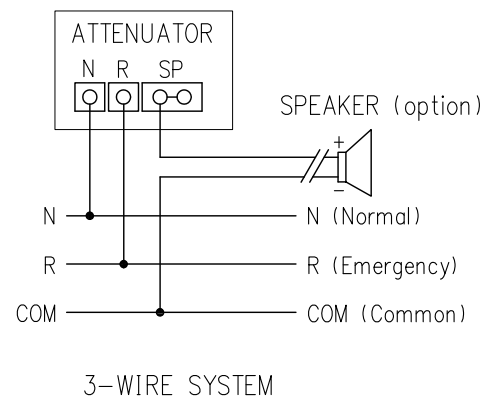 ATTENUATOR
N R SP
SPEAKER (option)
+
−
N N (Normal)
R R (Emergency)
COM COM (Common)
3-WIRE SYSTEM